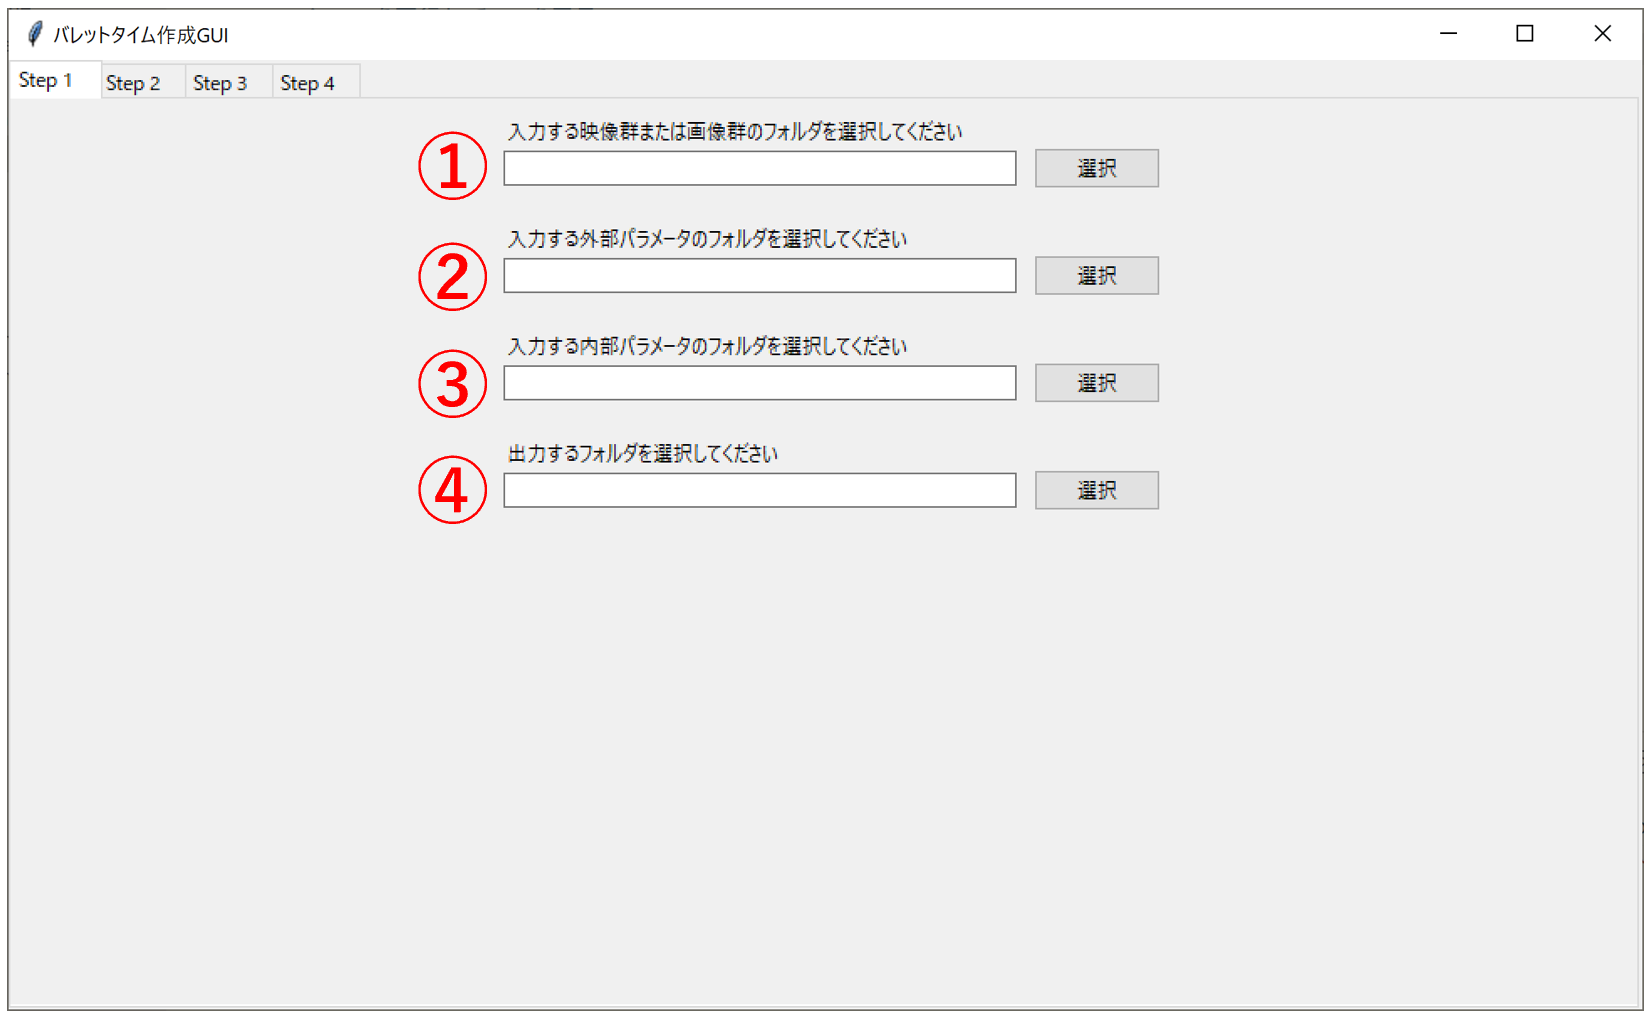 バレットタイム作成GUI
Step 1 Step 2 Step 3 Step 4
入力する映像群または画像群のフォルダを選択してください
① 選択
入力する外部パラメータのフォルダを選択してください
② 選択
入力する内部パラメータのフォルダを選択してください
③ 選択
出力するフォルダを選択してください
④ 選択